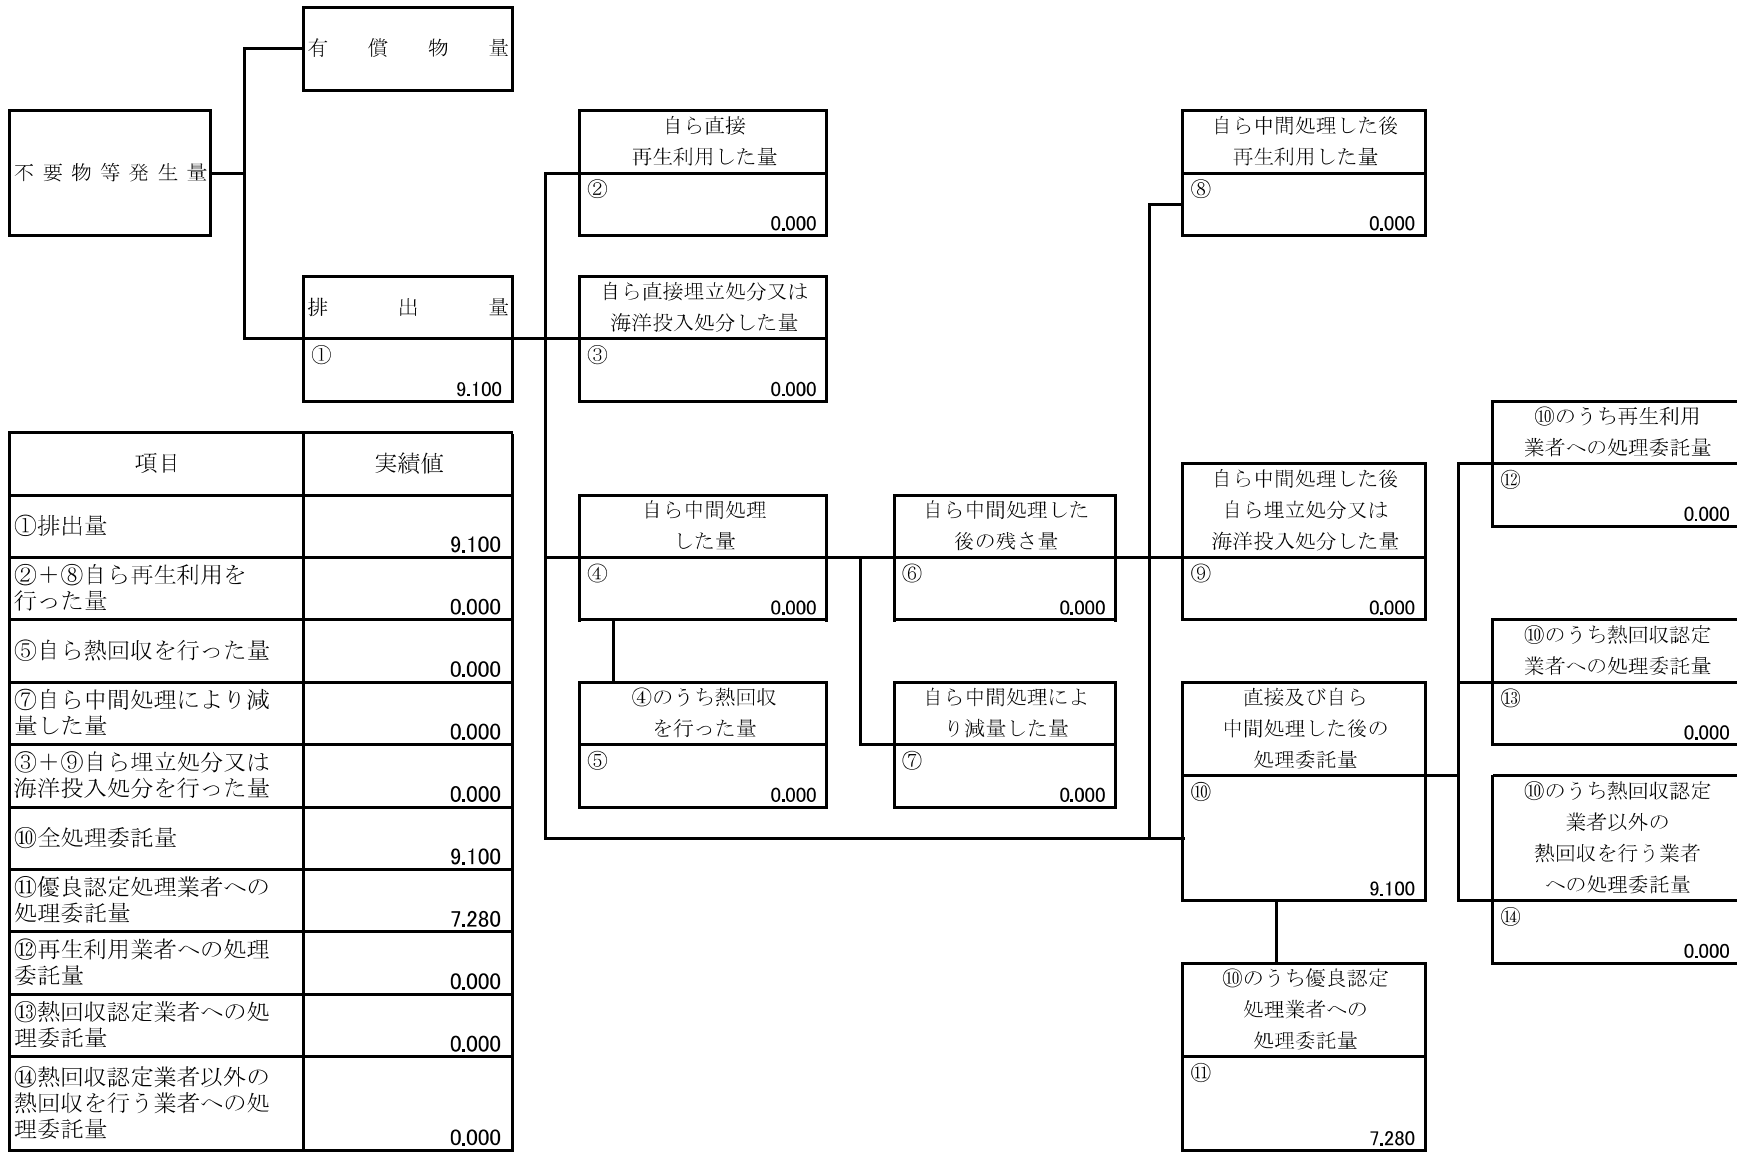 有償物量
不要物等発生量
排出量
①
9.100
自ら直接
再生利用した量
②
0.000
自ら直接埋立処分又は
海洋投入処分した量
③
0.000
自ら中間処理
した量
④
0.000
④のうち熱回収
を行った量
⑤
0.000
自ら中間処理した
後の残さ量
⑥
0.000
自ら中間処理によ
り減量した量
⑦
0.000
自ら中間処理した後
再生利用した量
⑧
0.000
自ら中間処理した後
自ら埋立処分又は
海洋投入処分した量
⑨
0.000
直接及び自ら
中間処理した後の
処理委託量
⑩
9.100
⑩のうち優良認定
処理業者への
処理委託量
⑪
7.280
⑩のうち再生利用
業者への処理委託量
⑫
0.000
⑩のうち熱回収認定
業者への処理委託量
⑬
0.000
⑩のうち熱回収認定
業者以外の
熱回収を行う業者
への処理委託量
⑭
0.000
項目 実績値
①排出量
9.100
②＋⑧自ら再生利用を
行った量
0.000
⑤自ら熱回収を行った量
0.000
⑦自ら中間処理により減
量した量
0.000
③＋⑨自ら埋立処分又は
海洋投入処分を行った量
0.000
⑩全処理委託量
9.100
⑪優良認定処理業者への
処理委託量
7.280
⑫再生利用業者への処理
委託量
0.000
⑬熱回収認定業者への処
理委託量
0.000
⑭熱回収認定業者以外の
熱回収を行う業者への処
理委託量
0.000